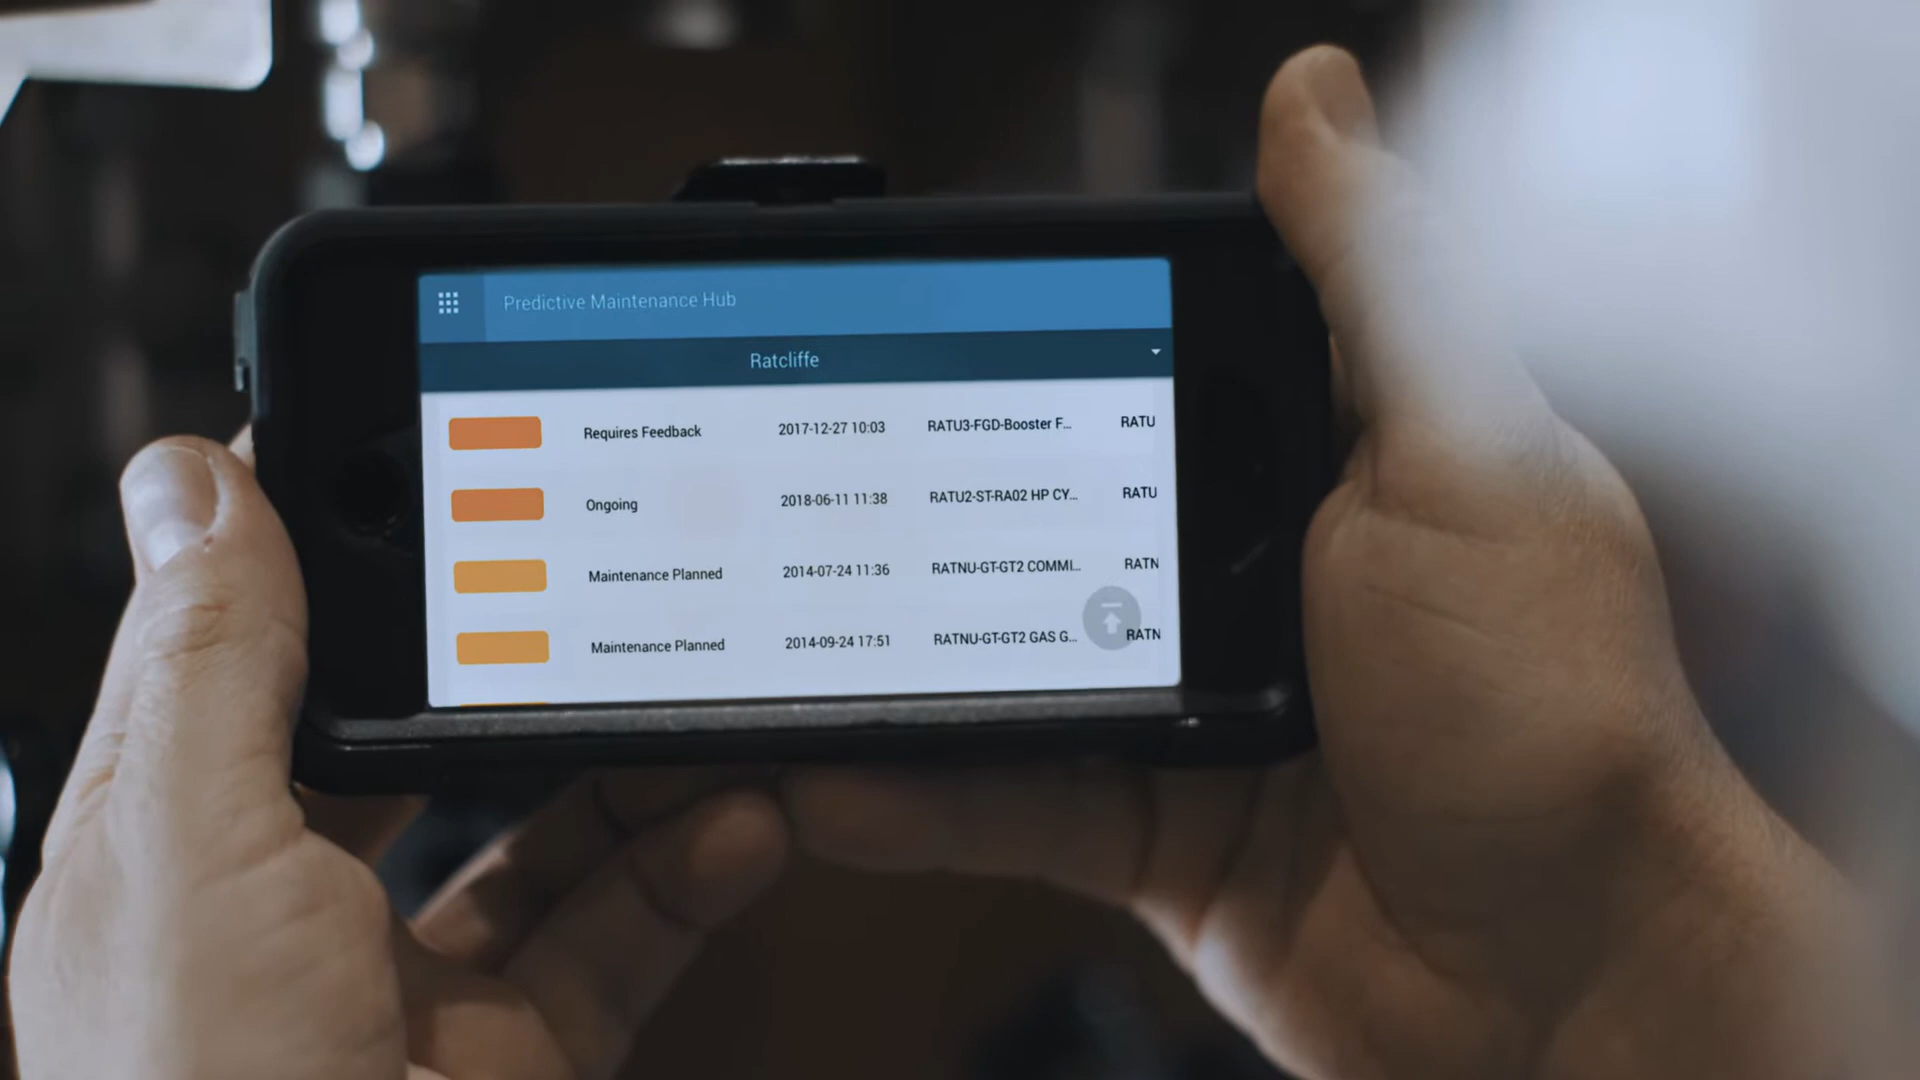 Predictive Maintenance Hub
Ratcliffe
Requires Feedback 2017-12-27 10:03 RATU3-FGD-Booster F... RATU
Ongoing 2018-06-11 11:38 RATU2-ST-RA02 HP CY... RATU
Maintenance Planned 2014-07-24 11:36 RATNU-GT-GT2 COMMI... RATN
Maintenance Planned 2014-09-24 17:51 RATNU-GT-GT2 GAS G... RATN